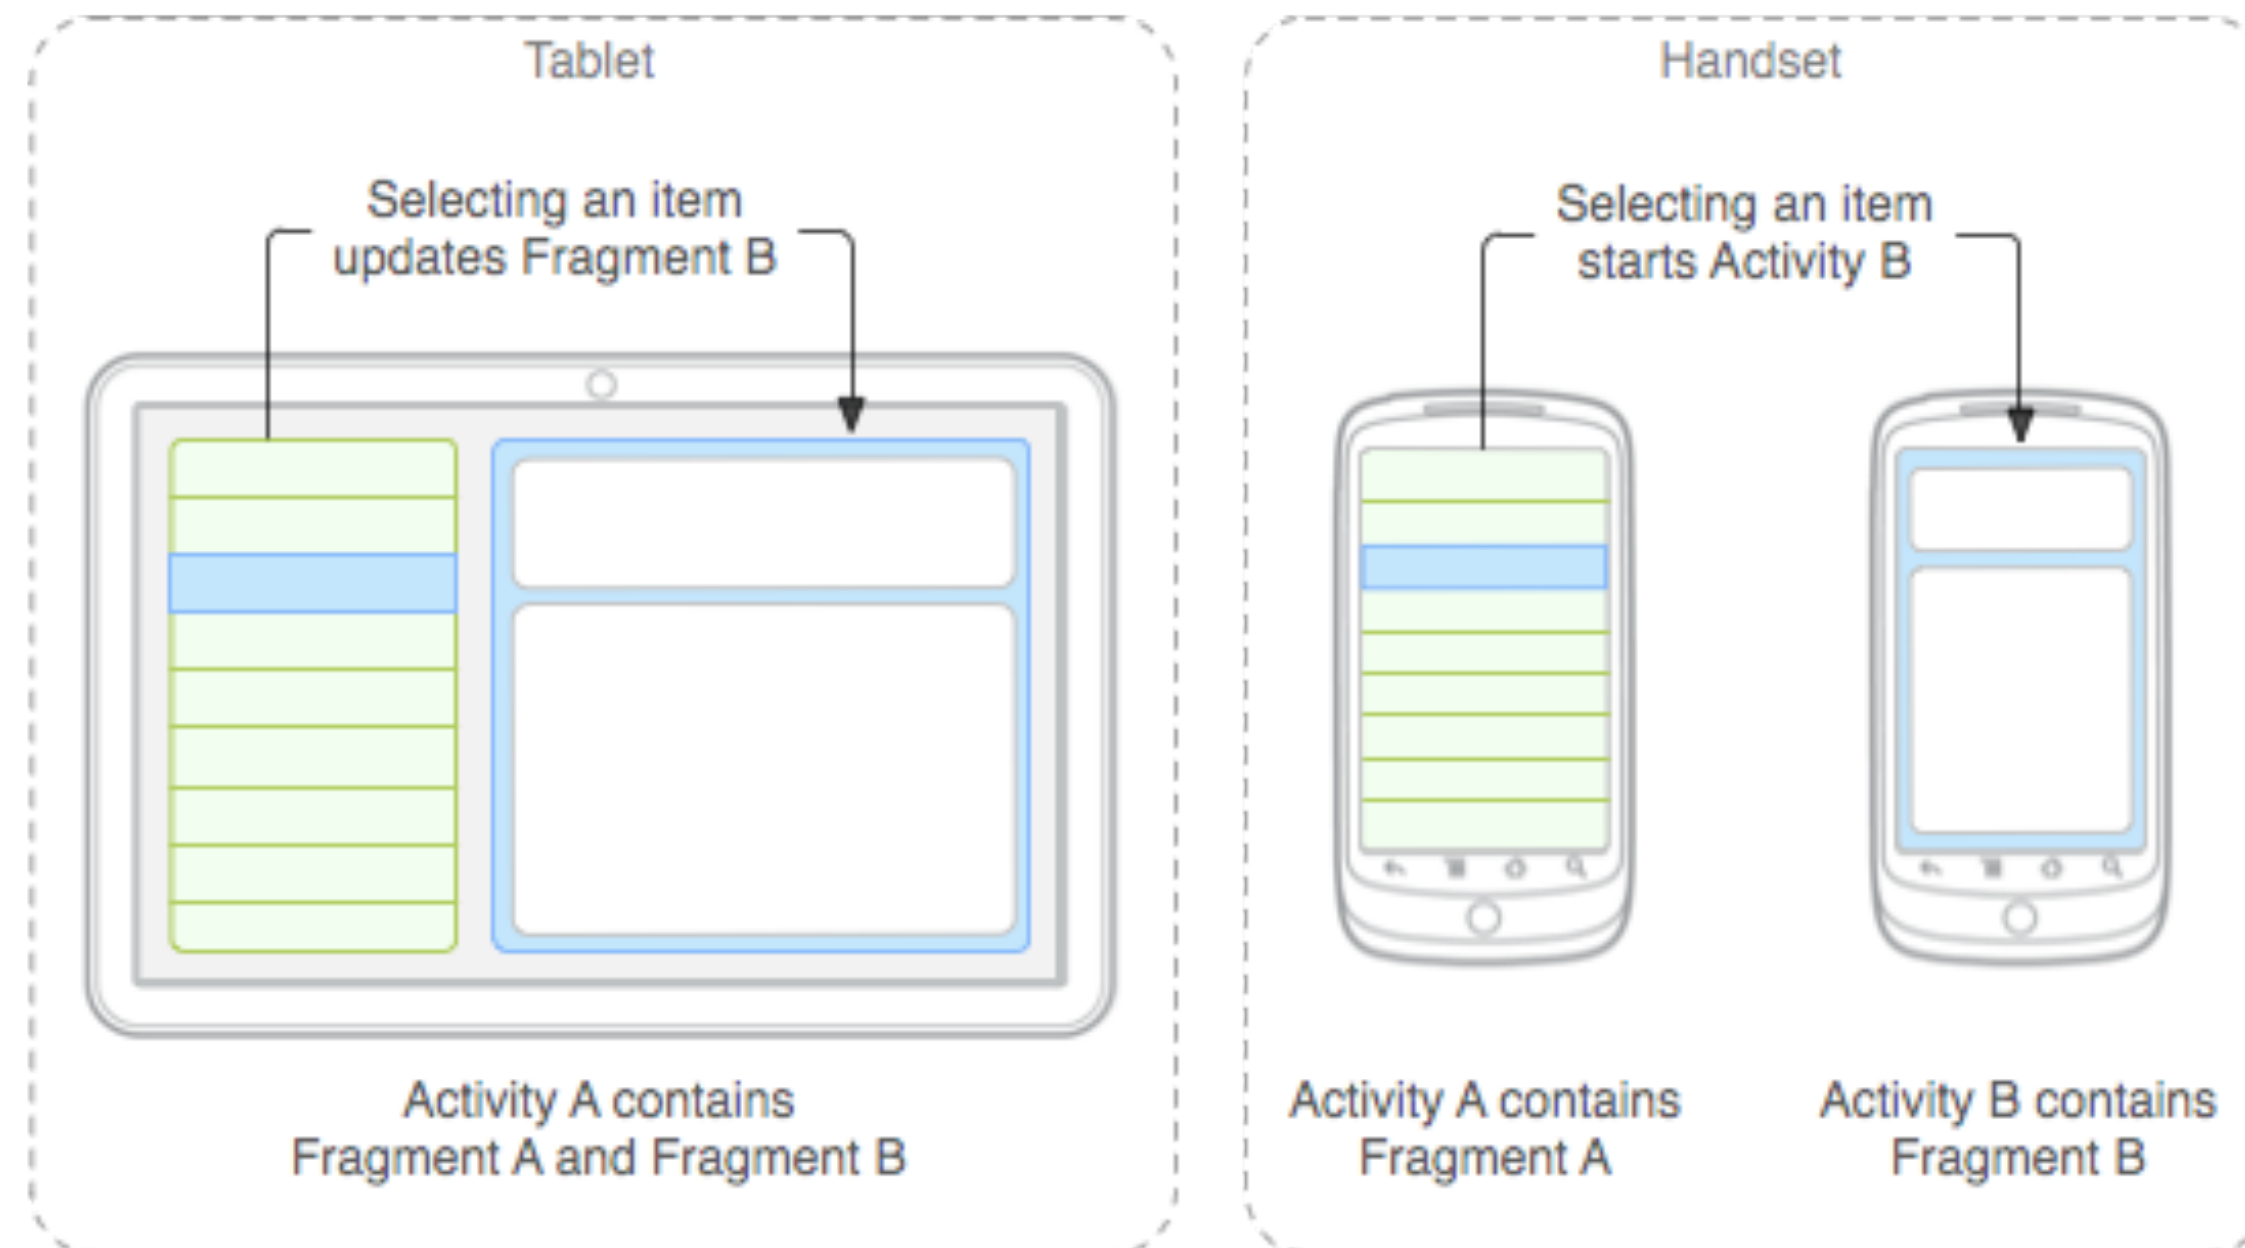 Tablet
Selecting an item
updates Fragment B
Activity A contains
Fragment A and Fragment B
Handset
Selecting an item
starts Activity B
Activity A contains
Fragment A
Activity B contains
Fragment B